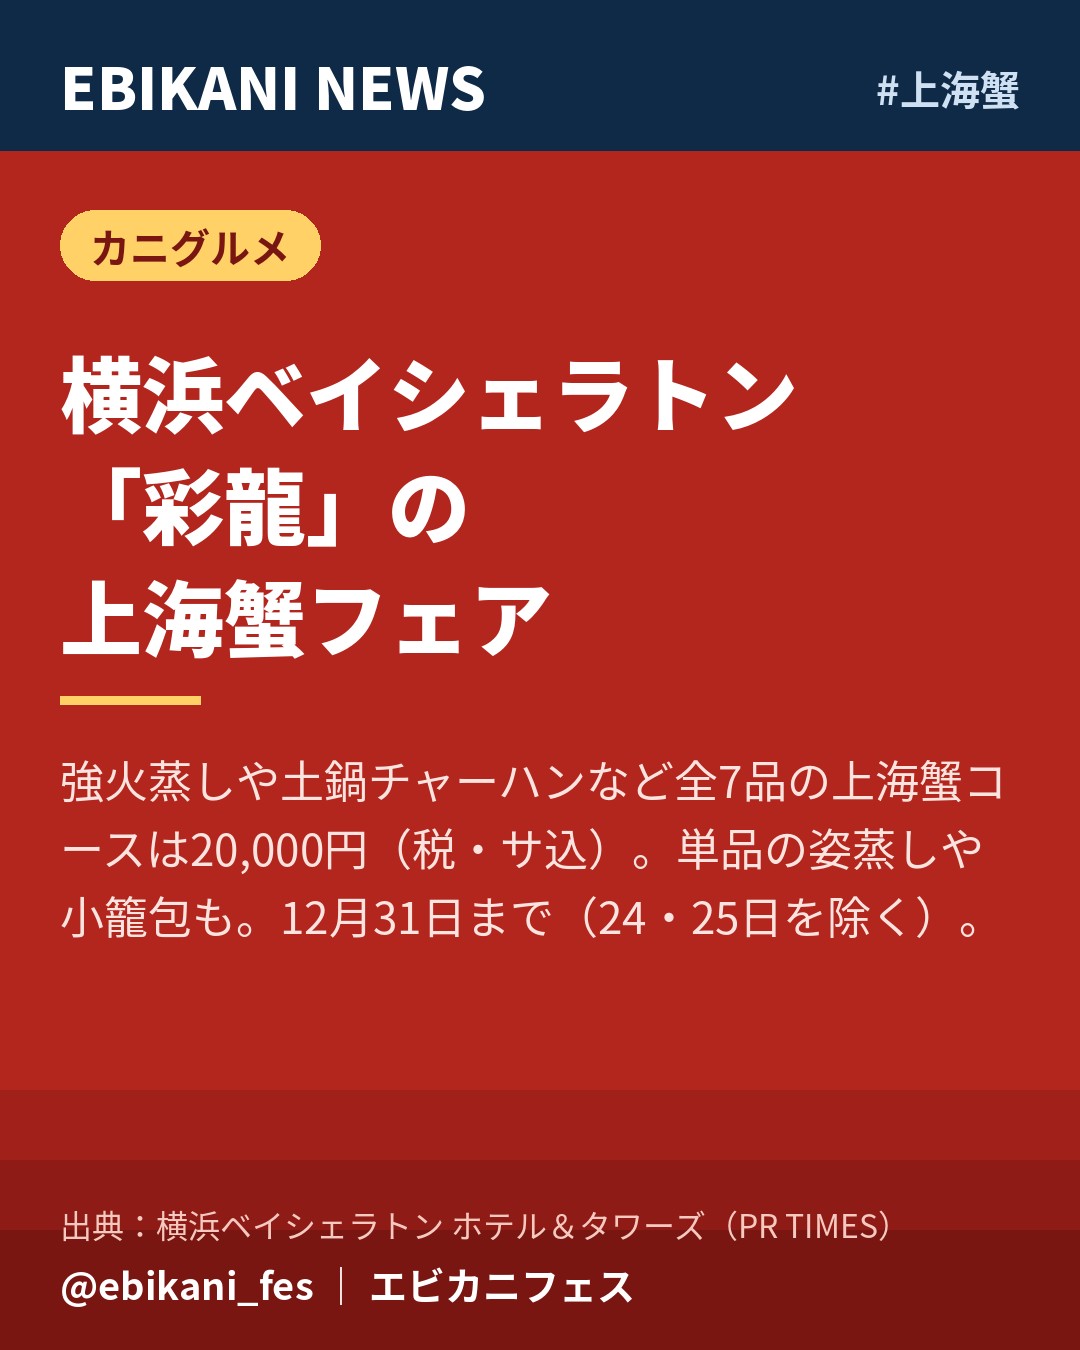 EBIKANI NEWS
#上海蟹
カニグルメ
横浜ベイシェラトン
「彩龍」の
上海蟹フェア
強火蒸しや土鍋チャーハンなど全7品の上海蟹コ
ースは20,000円（税・サ込）。単品の姿蒸しや
小籠包も。12月31日まで（24・25日を除く）。
出典：横浜ベイシェラトン ホテル＆タワーズ（PR TIMES）
@ebikani_fes ｜ エビカニフェス